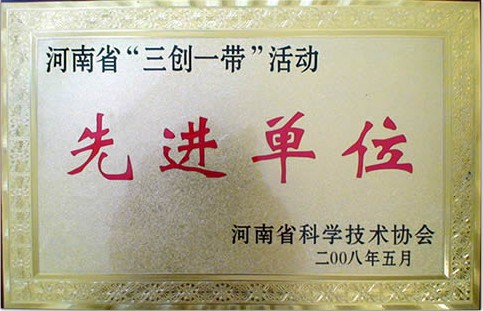 河南省“三创一带”活动
先进单位
河南省科学技术协会
二00八年五月